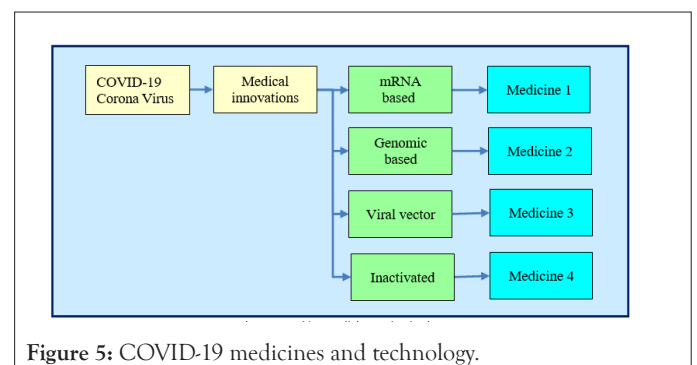 COVID-19
Corona Virus
Medical
innovations
mRNA
based
Medicine 1
Genomic
based
Medicine 2
Viral vector
Medicine 3
Inactivated
Medicine 4
Figure 5: COVID-19 medicines and technology.